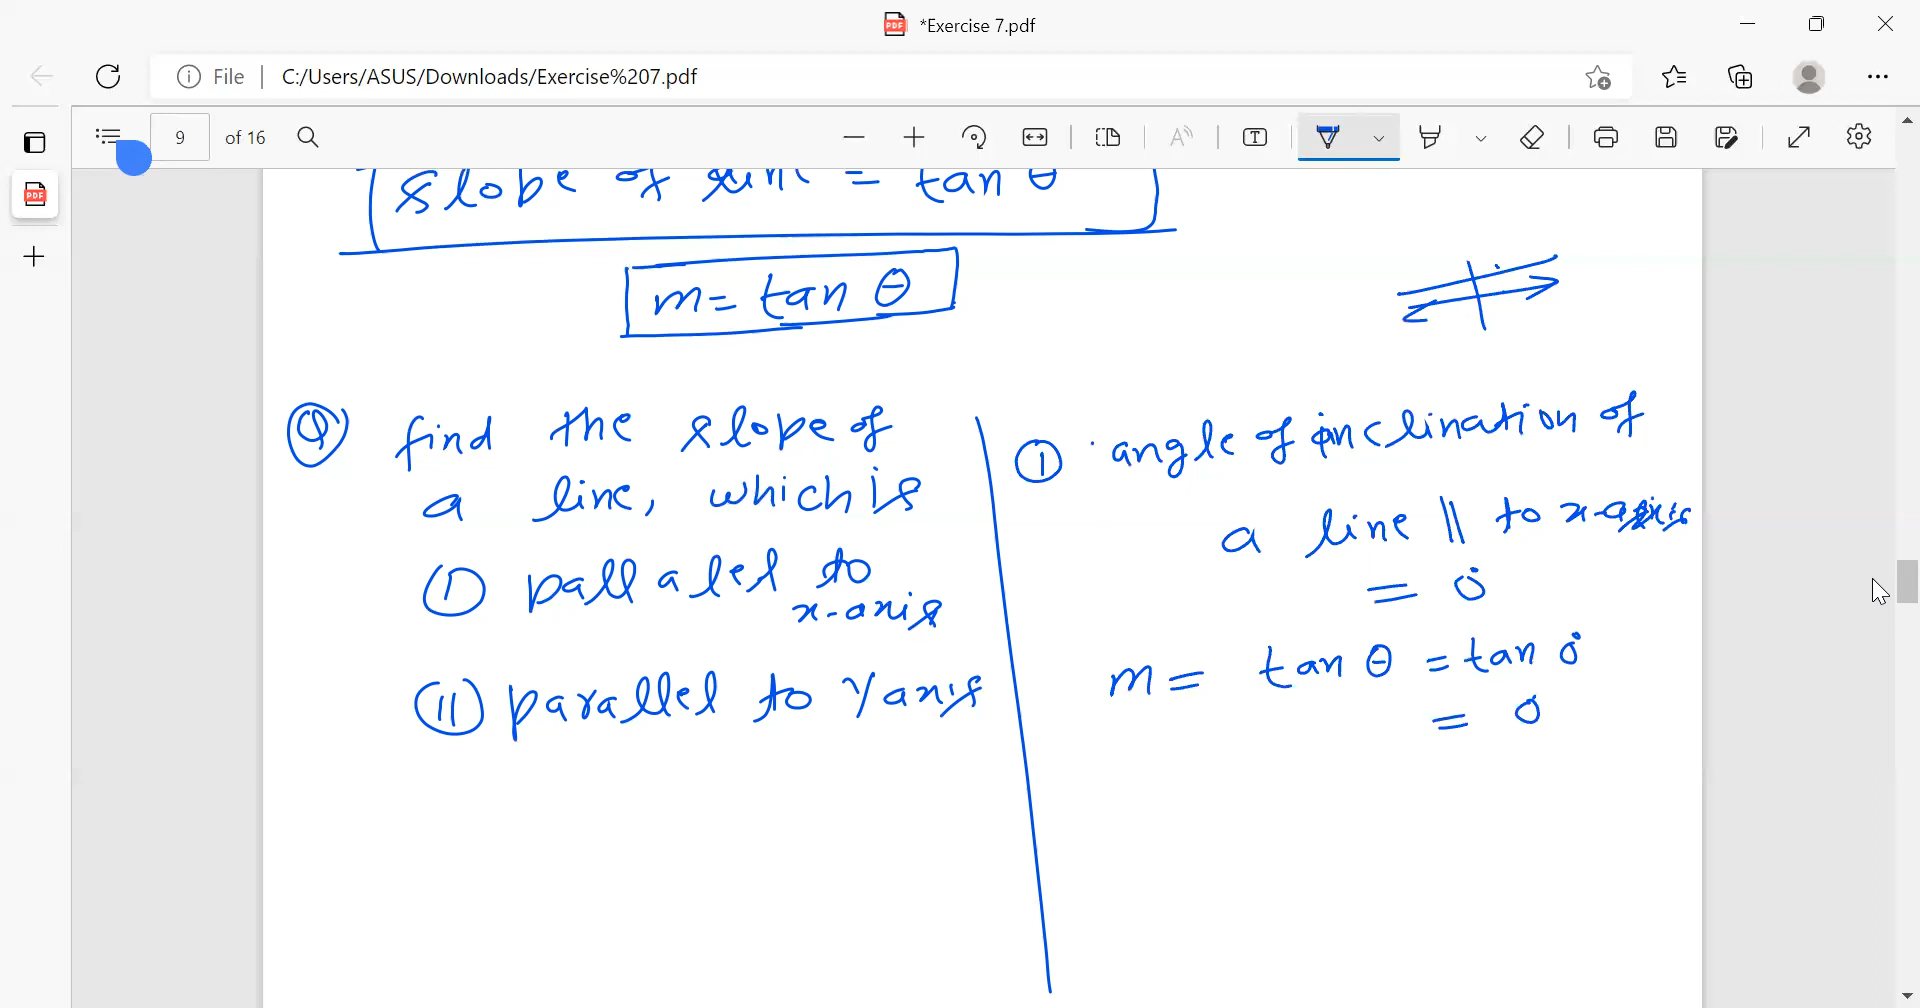 *Exercise 7.pdf
File
C:/Users/ASUS/Downloads/Exercise%207.pdf
9 of 16
slope of line = tan θ
m = tan θ
Q find the slope of
a line, which is
(I) pallalel to
x-axis
(II) parallel to Y axis
(1) angle of inclination of
a line || to x-axis
= 0°
m = tan θ = tan 0°
= 0